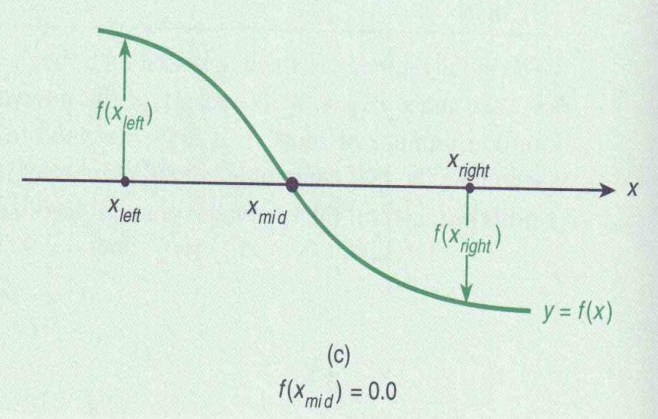 f(x_left)
x_right
x
x_left
x_mid
f(x_right)
y = f(x)
(c)
f(x_mid) = 0.0